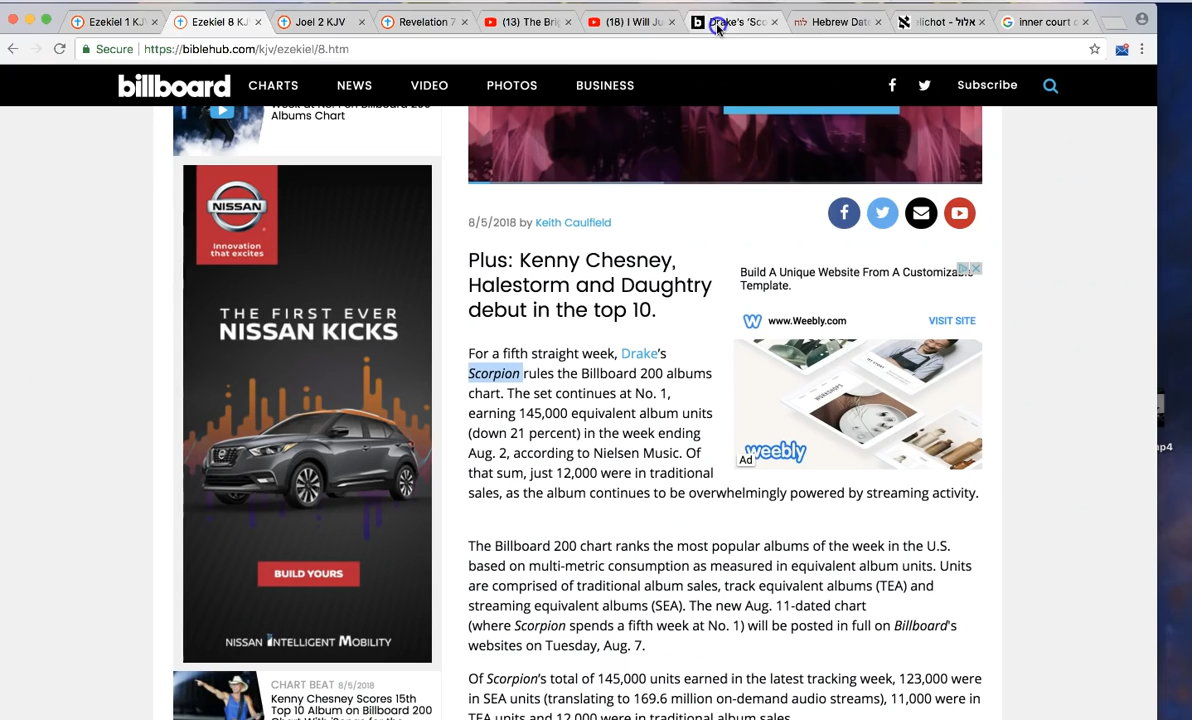 Ezekiel 1 KJV
Ezekiel 8 KJV
Joel 2 KJV
Revelation 7
(13) The Brig
(18) I Will Ju
Drake's 'Sco
Hebrew Date
elichot - אלול
inner court o
Secure
https://biblehub.com/kjv/ezekiel/8.htm
billboard
CHARTS
NEWS
VIDEO
PHOTOS
BUSINESS
Subscribe
Week at No. 1 on Billboard 200
Albums Chart
NISSAN
Innovation
that excites
THE FIRST EVER
NISSAN KICKS
BUILD YOURS
NISSAN INTELLIGENT MOBILITY
CHART BEAT 8/5/2018
Kenny Chesney Scores 15th
Top 10 Album on Billboard 200
8/5/2018 by Keith Caulfield
Plus: Kenny Chesney,
Halestorm and Daughtry
debut in the top 10.
For a fifth straight week, Drake's
Scorpion rules the Billboard 200 albums
chart. The set continues at No. 1,
earning 145,000 equivalent album units
(down 21 percent) in the week ending
Aug. 2, according to Nielsen Music. Of
that sum, just 12,000 were in traditional
sales, as the album continues to be overwhelmingly powered by streaming activity.
Build A Unique Website From A Customizable
Template.
W www.Weebly.com
VISIT SITE
WORKSHOPS
weebly
Ad
The Billboard 200 chart ranks the most popular albums of the week in the U.S.
based on multi-metric consumption as measured in equivalent album units. Units
are comprised of traditional album sales, track equivalent albums (TEA) and
streaming equivalent albums (SEA). The new Aug. 11-dated chart
(where Scorpion spends a fifth week at No. 1) will be posted in full on Billboard's
websites on Tuesday, Aug. 7.
Of Scorpion's total of 145,000 units earned in the latest tracking week, 123,000 were
in SEA units (translating to 169.6 million on-demand audio streams), 11,000 were in
TEA units and 12,000 were in traditional album sales.
mp4